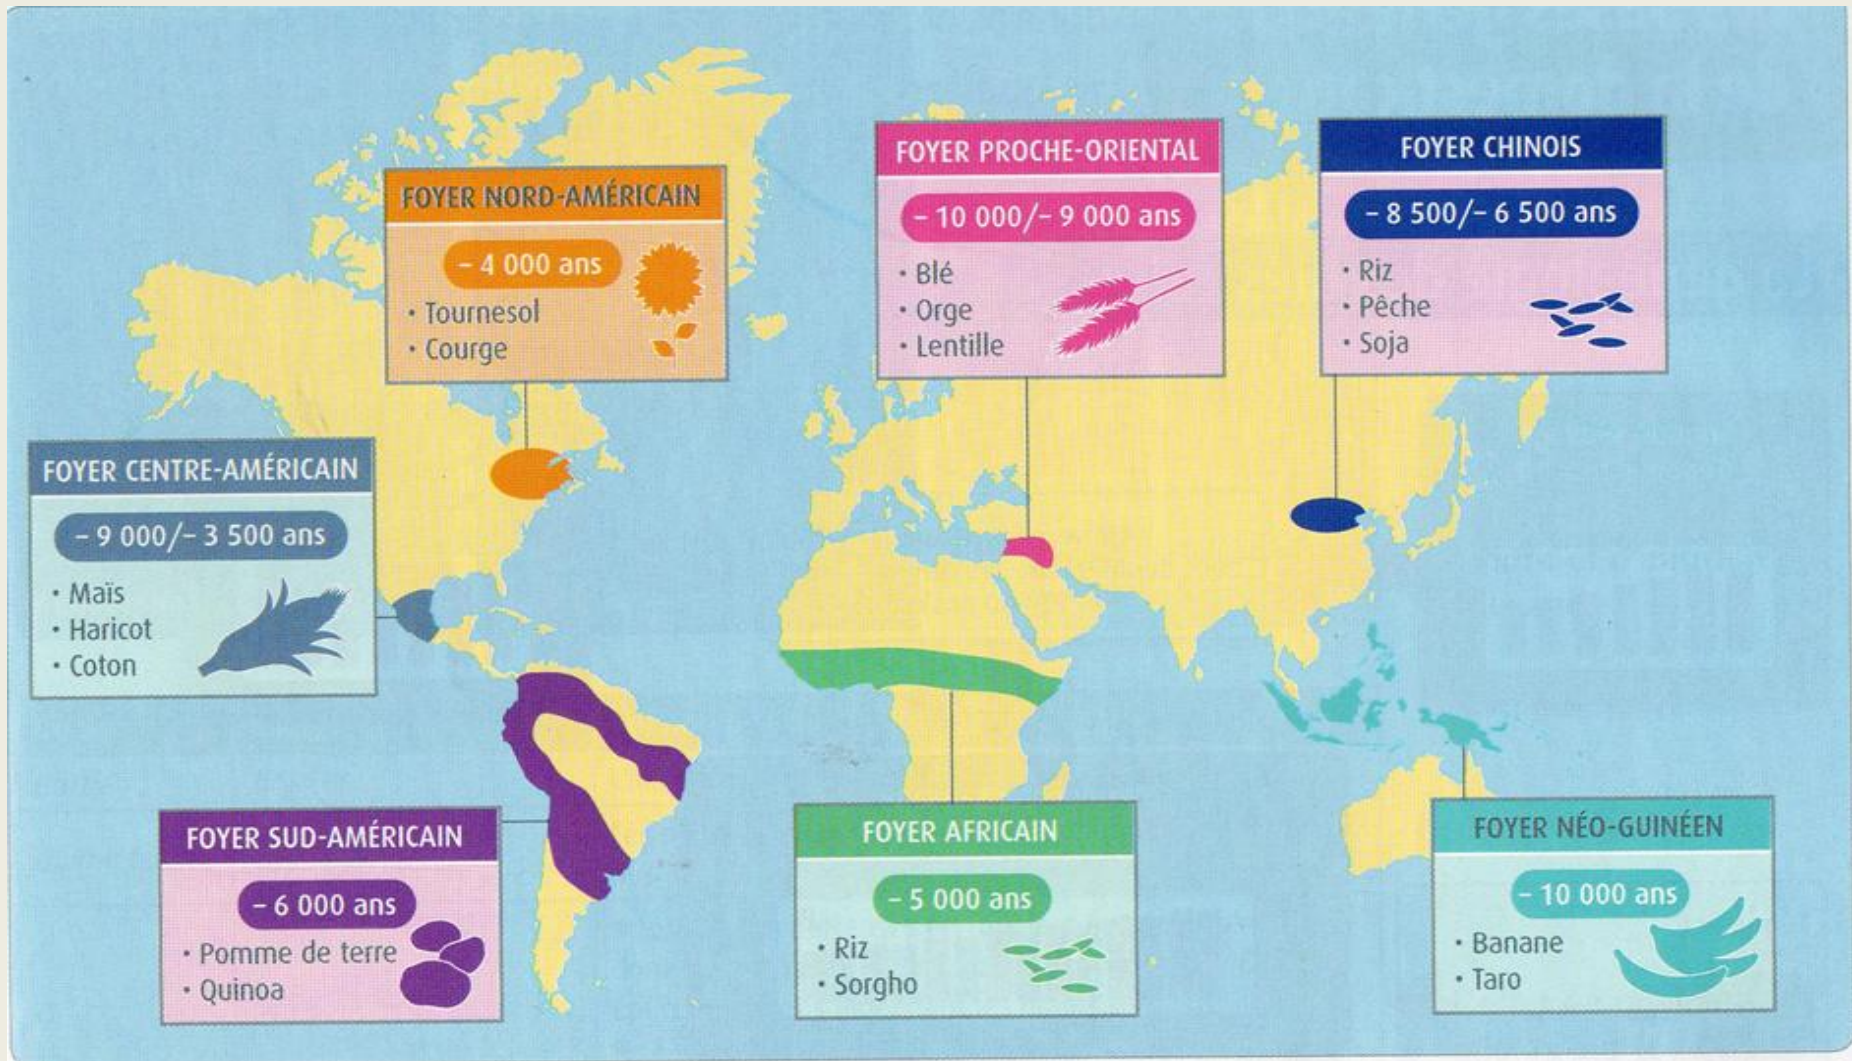 FOYER NORD-AMÉRICAIN
– 4 000 ans
• Tournesol
• Courge
FOYER PROCHE-ORIENTAL
– 10 000/– 9 000 ans
• Blé
• Orge
• Lentille
FOYER CHINOIS
– 8 500/– 6 500 ans
• Riz
• Pêche
• Soja
FOYER CENTRE-AMÉRICAIN
– 9 000/– 3 500 ans
• Maïs
• Haricot
• Coton
FOYER SUD-AMÉRICAIN
– 6 000 ans
• Pomme de terre
• Quinoa
FOYER AFRICAIN
– 5 000 ans
• Riz
• Sorgho
FOYER NÉO-GUINÉEN
– 10 000 ans
• Banane
• Taro